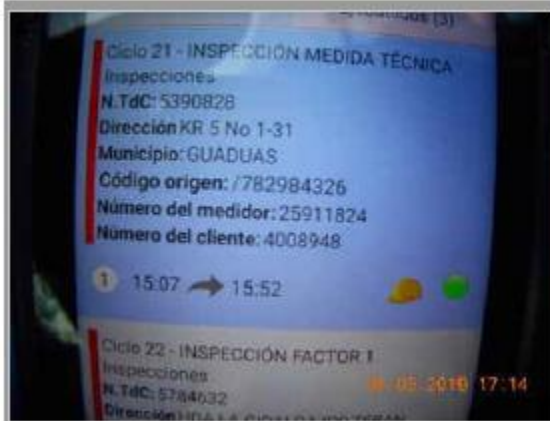 (3)
Ciclo 21 - INSPECCIÓN MEDIDA TÉCNICA
Inspecciones
N.TdC: 5390828
Dirección KR 5 No 1-31
Municipio: GUADUAS
Código origen: /782984326
Número del medidor: 25911824
Número del cliente: 4008948
1 15:07 15:52
Ciclo 22 - INSPECCIÓN FACTOR 1
Inspecciones
N.TdC: 5784632
Dirección
17:14